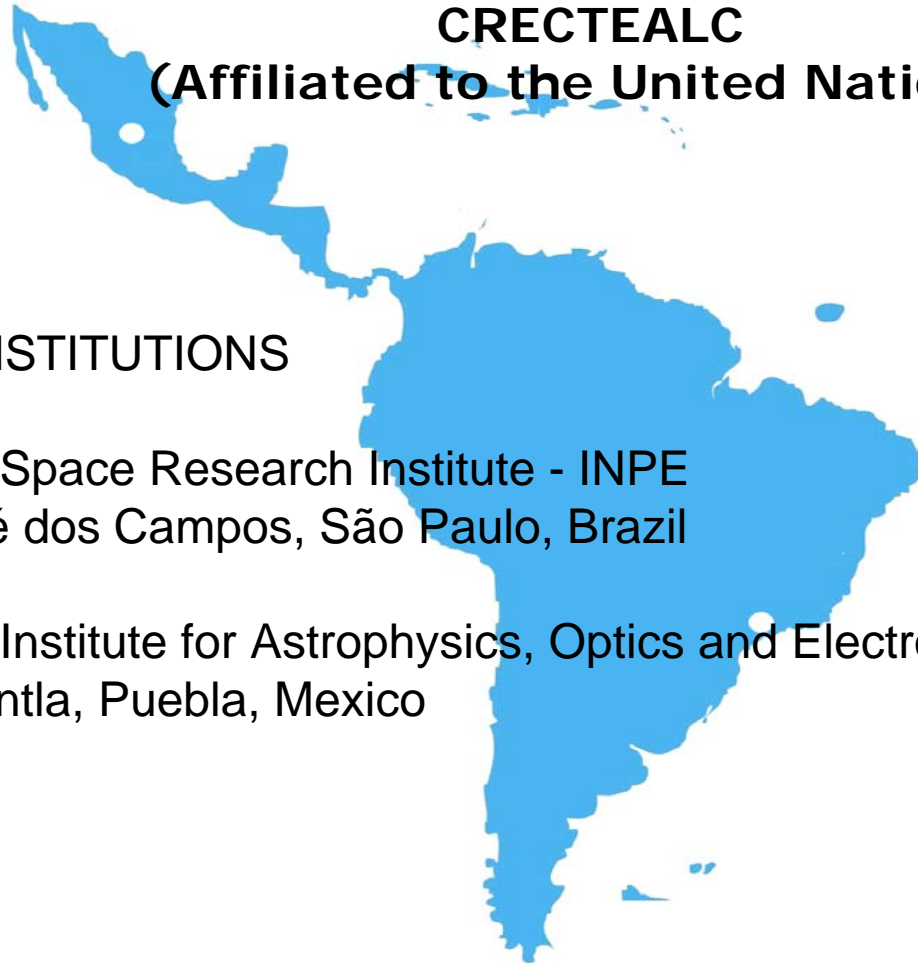 CRECTEALC
(Affiliated to the United Nati
STITUTIONS
Space Research Institute - INPE
é dos Campos, São Paulo, Brazil
Institute for Astrophysics, Optics and Electro
ntla, Puebla, Mexico